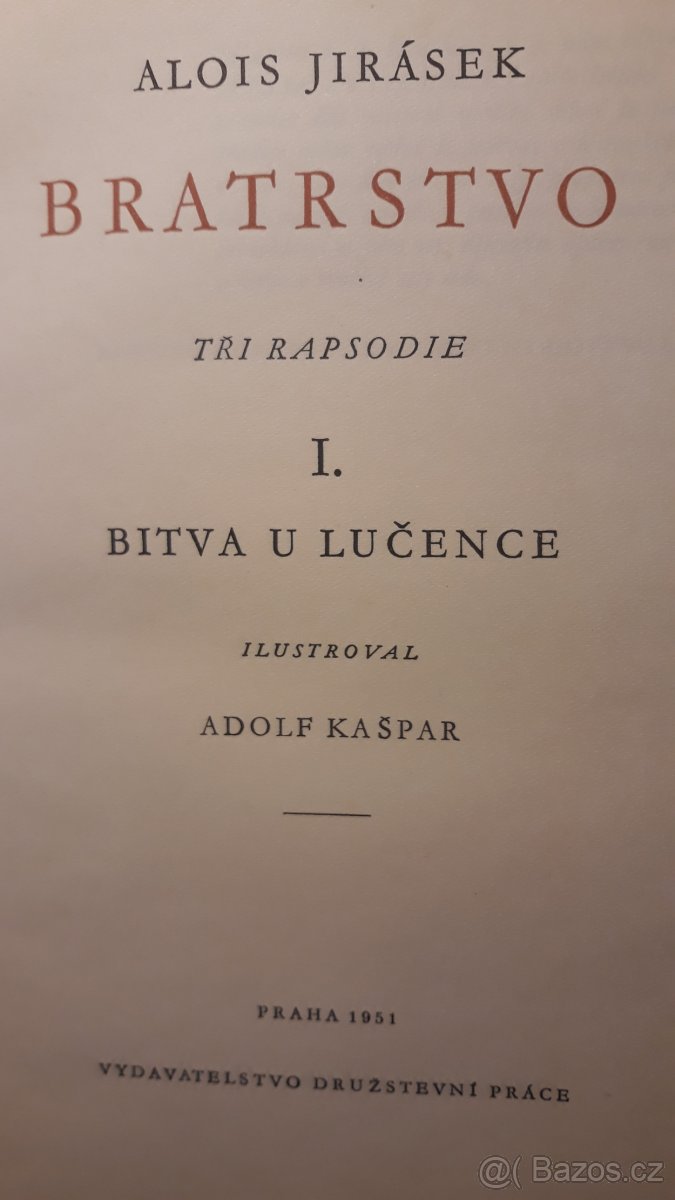 ALOIS JIRÁSEK
BRATRSTVO
TŘI RAPSODIE
I.
BITVA U LUČENCE
ILUSTROVAL
ADOLF KAŠPAR
PRAHA 1951
VYDAVATELSTVO DRUŽSTEVNÍ PRÁCE
@( Bazos.cz